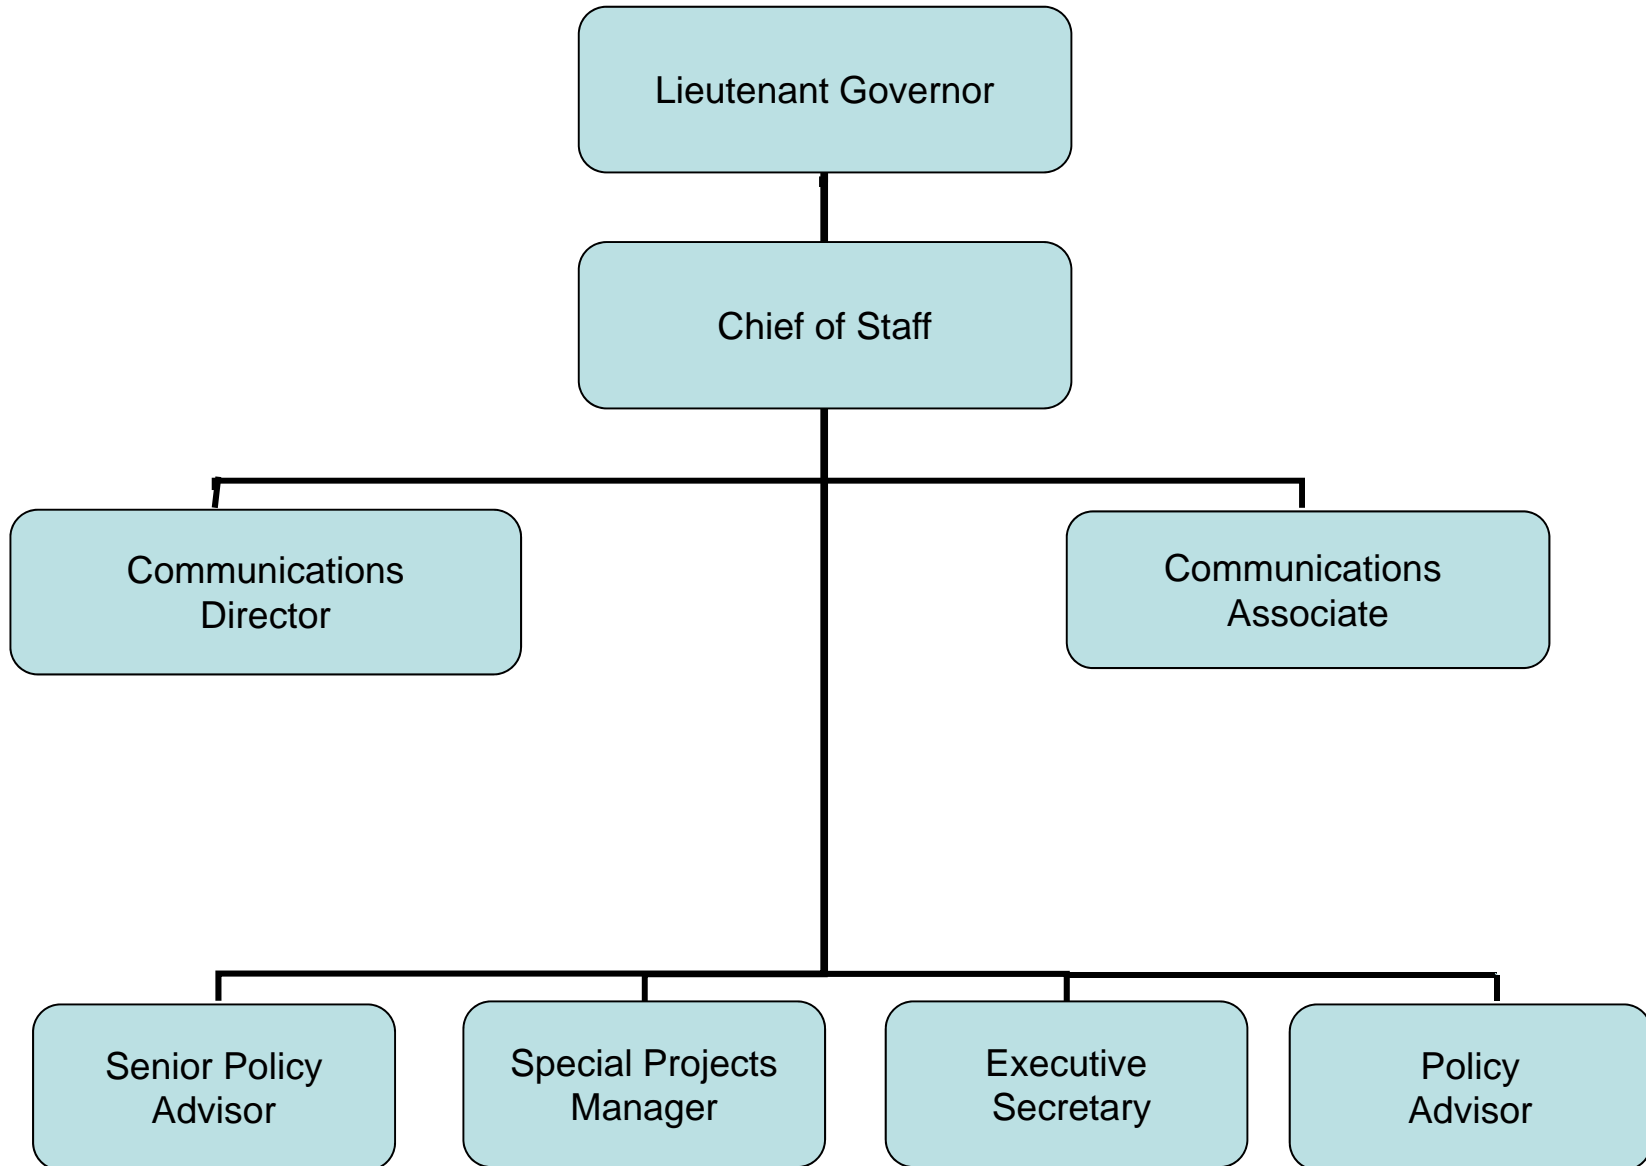 Lieutenant Governor
Chief of Staff
Communications
Director
Communications
Associate
Senior Policy
Advisor
Special Projects
Manager
Executive
Secretary
Policy
Advisor